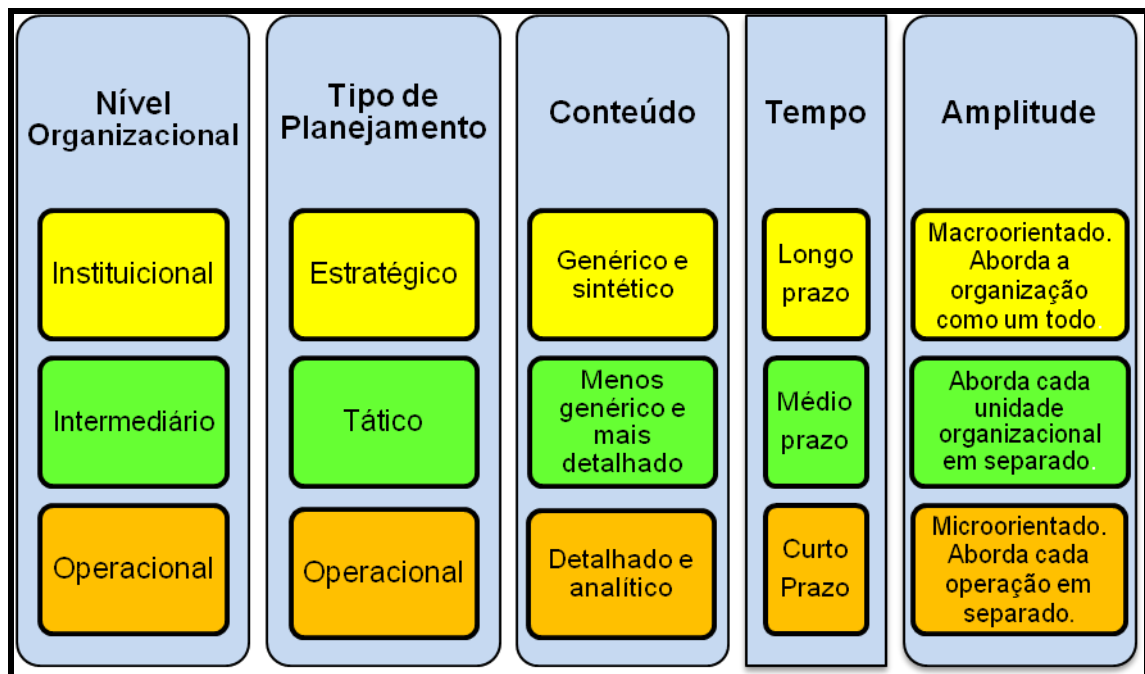 Nível
Organizacional
Tipo de
Planejamento
Conteúdo
Tempo
Amplitude
Instituicional
Estratégico
Genérico e
sintético
Longo
prazo
Macroorientado.
Aborda a
organização
como um todo.
Intermediário
Tático
Menos
genérico e
mais
detalhado
Médio
prazo
Aborda cada
unidade
organizacional
em separado.
Operacional
Operacional
Detalhado e
analítico
Curto
Prazo
Microorientado.
Aborda cada
operação em
separado.